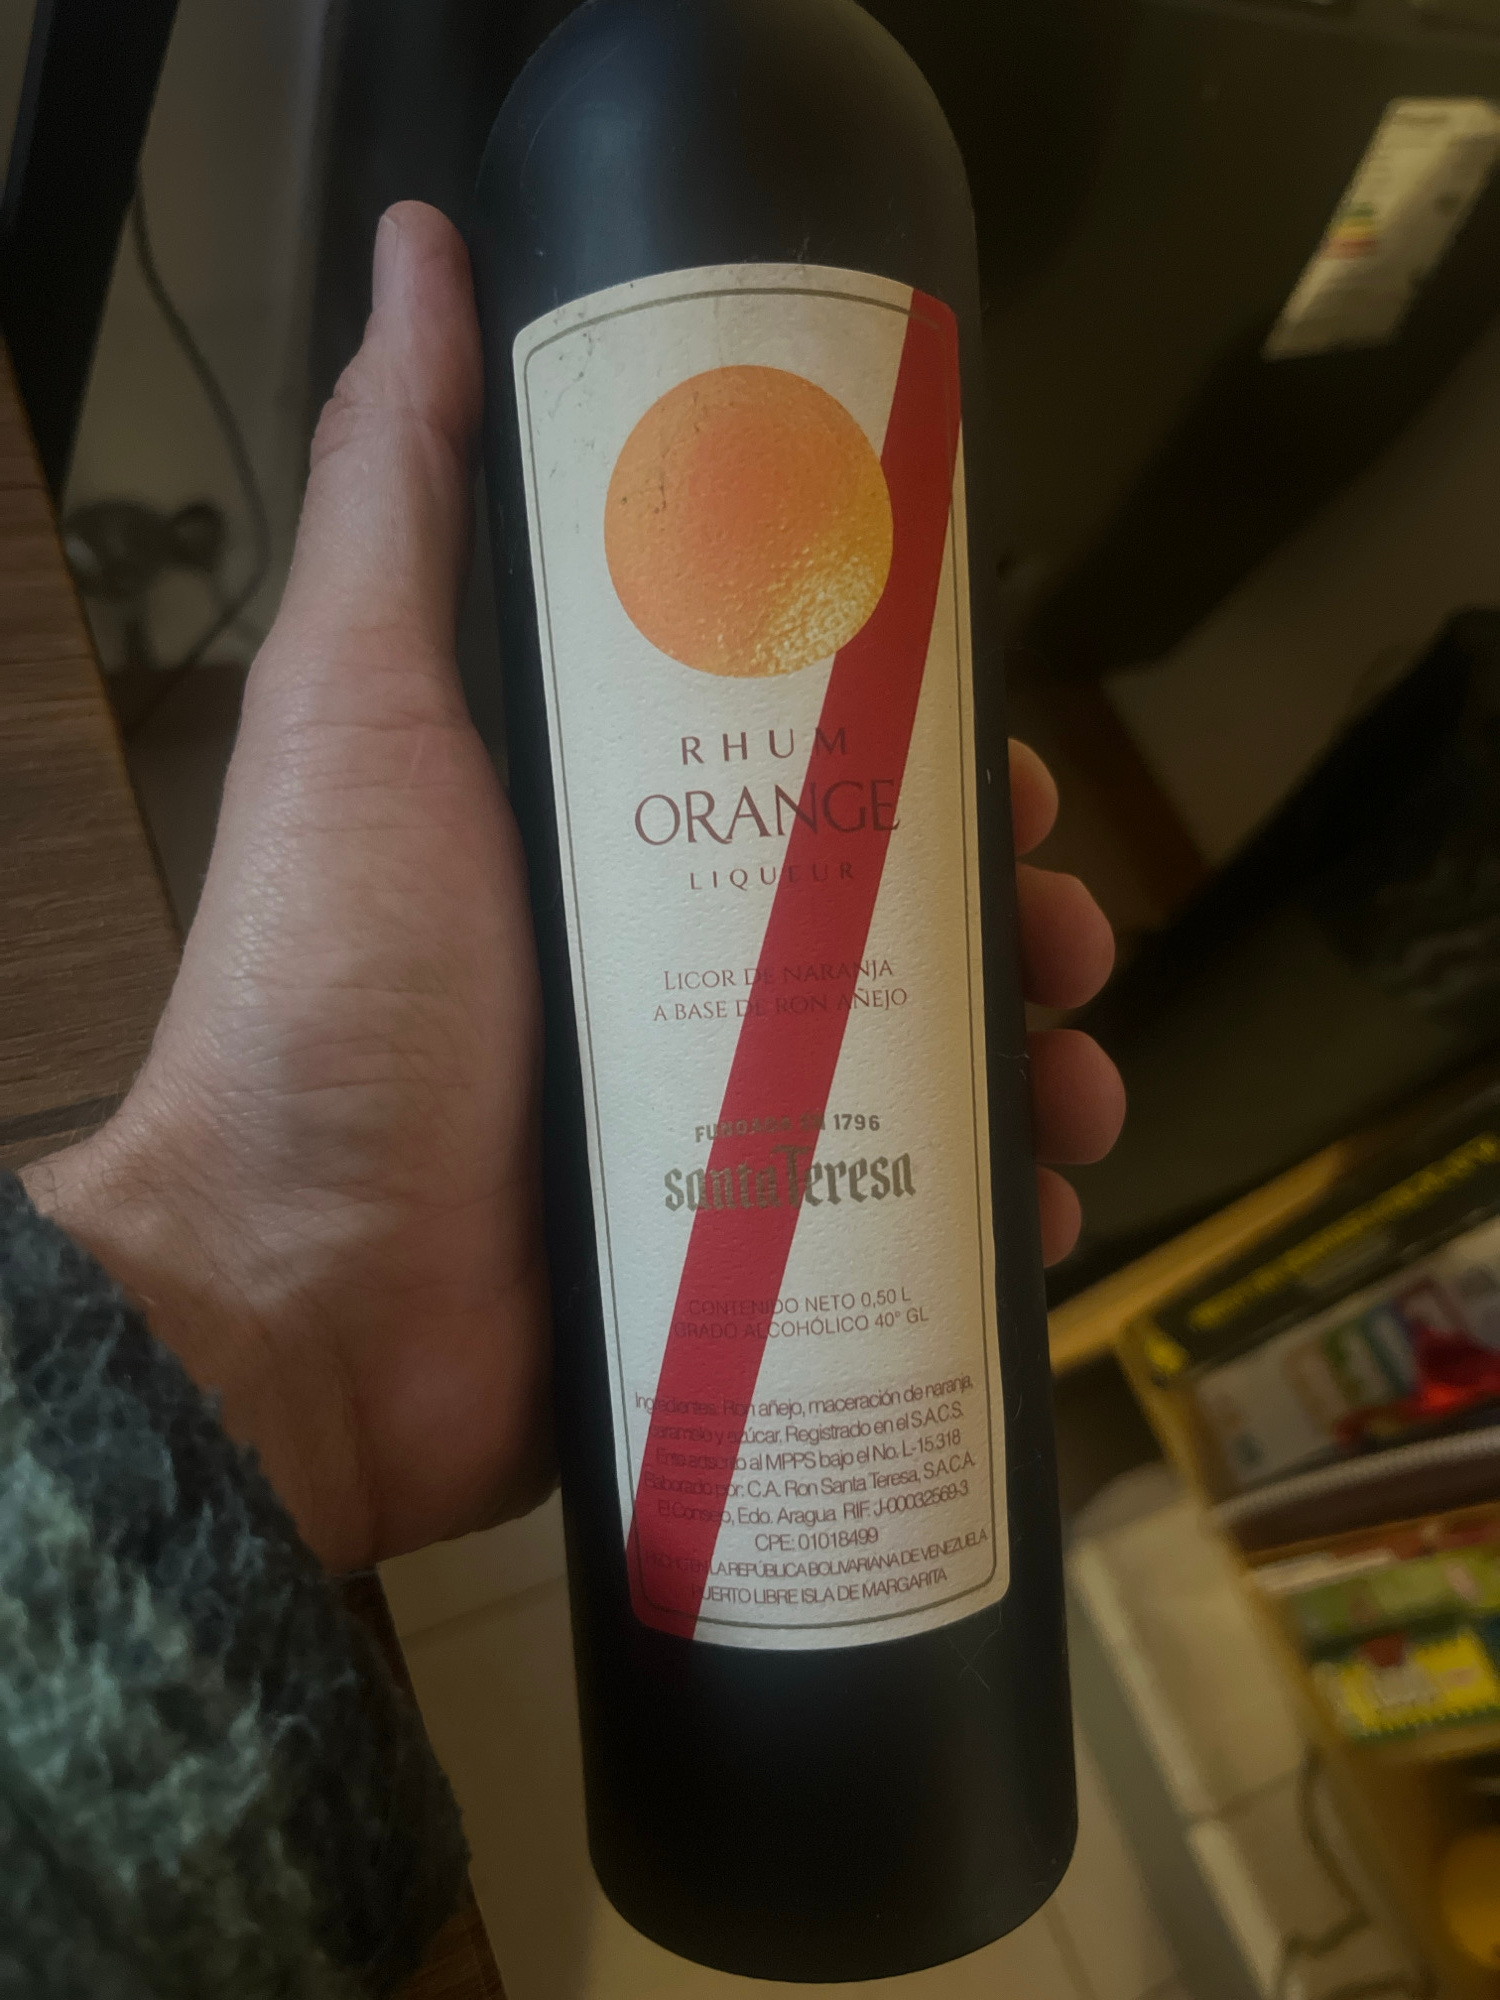 RHUM
ORANGE
LIQUEUR
LICOR DE NARANJA
A BASE DE RON AÑEJO
FUNDADA EN 1796
santa Teresa
CONTENIDO NETO 0,50 L
GRADO ALCOHÓLICO 40° GL
Ingredientes: Ron añejo, maceración de naranja,
caramelo y azúcar. Registrado en el S.A.C.S.
Ente adscrito al MPPS bajo el No. L-15.318
Elaborado por: C.A. Ron Santa Teresa, S.A.C.A.
El Consejo, Edo. Aragua RIF: J-00032569-3
CPE: 01018499
HECHO EN LA REPÚBLICA BOLIVARIANA DE VENEZUELA
PUERTO LIBRE ISLA DE MARGARITA